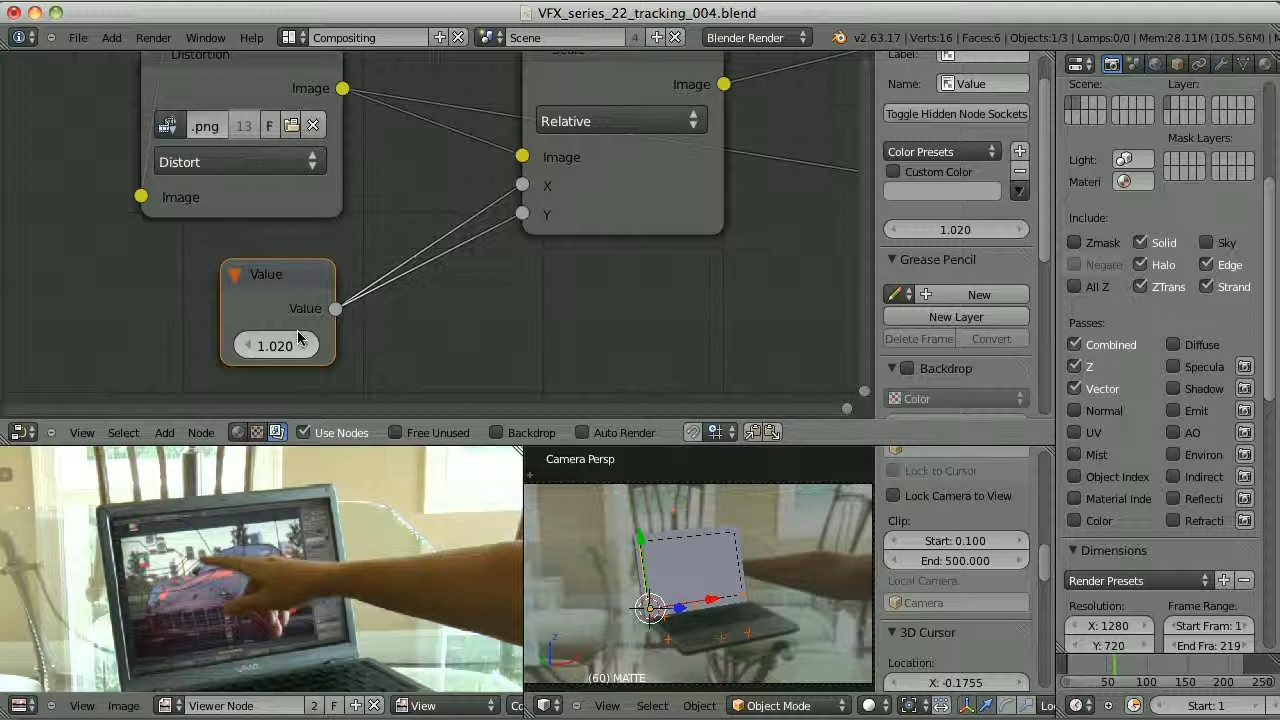 VFX_series_22_tracking_004.blend
File Add Render Window Help Compositing Scene 4 Blender Render v2.63.17 | Verts:16 | Faces:6 | Objects:1/3 | Lamps:0/0 | Mem:28.11M (105.56M) |
Distortion
Image
.png 13 F
Distort
Image
Image
Relative
Image
X
Y
Value
Value
1.020
Label:
Name: Value
Toggle Hidden Node Sockets
Color Presets
Custom Color
1.020
Grease Pencil
New
New Layer
Delete Frame Convert
Backdrop
Color
Scene: Layer:
Mask Layers:
Light:
Materi
Include:
Zmask Solid Sky
Negate Halo Edge
All Z ZTrans Strand
Passes:
Combined Diffuse
Z Specula
Vector Shadow
Normal Emit
UV AO
Mist Environ
Object Index Indirect
Material Inde Reflecti
Color Refracti
Dimensions
Render Presets
Resolution: Frame Range:
X: 1280 Start Fram: 1
Y: 720 End Fra: 219
50 100 150 200 250
Start: 1
View Select Add Node Use Nodes Free Unused Backdrop Auto Render
Camera Persp
(60) MATTE
Lock to Cursor
Lock Camera to View
Clip:
Start: 0.100
End: 500.000
Local Camera:
Camera
3D Cursor
Location:
X: -0.1755
View Image Viewer Node 2 F View
View Select Object Object Mode